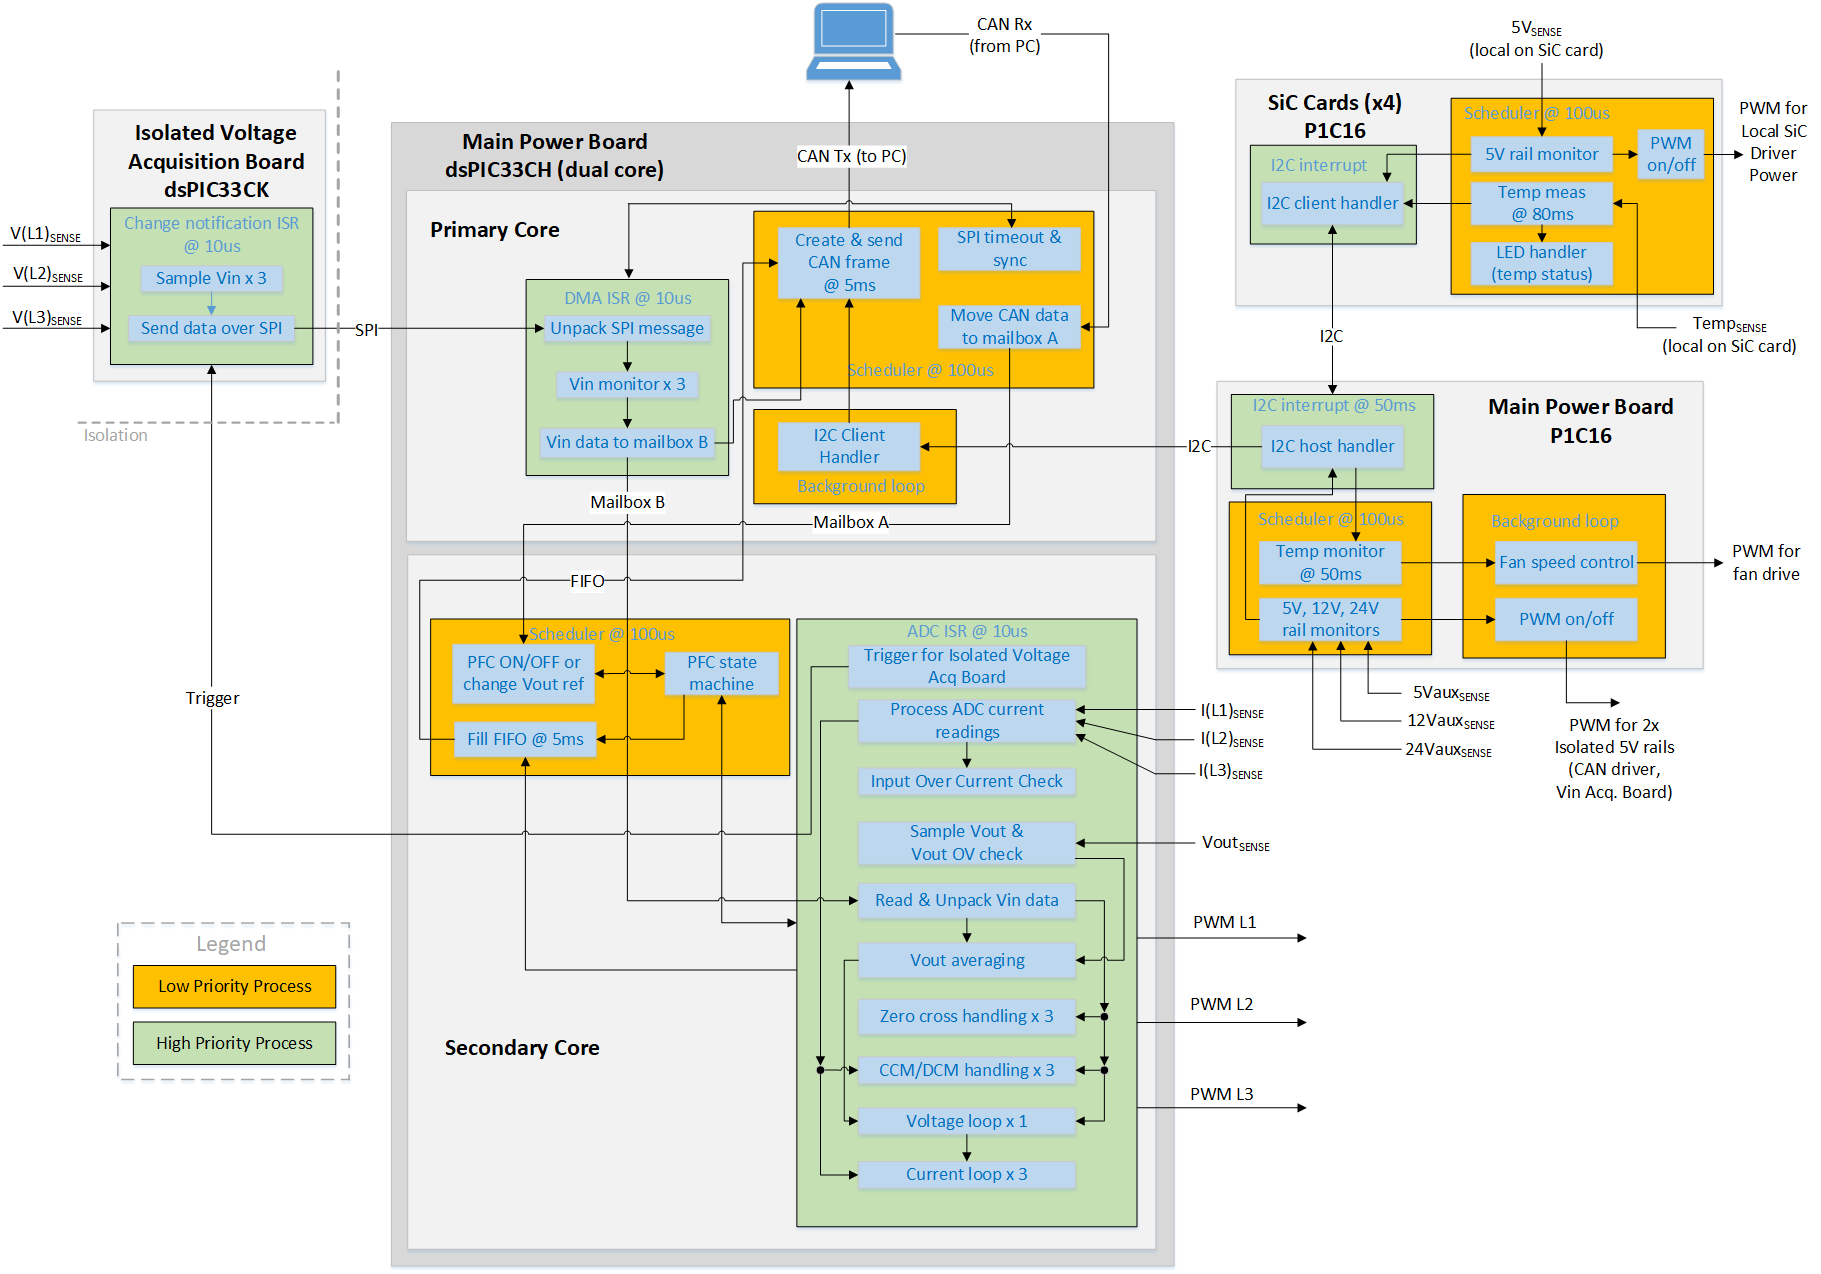 CAN Rx
(from PC)
5VSENSE
(local on SiC card)
Isolated Voltage
Acquisition Board
dsPIC33CK
Change notification ISR
@ 10us
Sample Vin x 3
Send data over SPI
V(L1)SENSE
V(L2)SENSE
V(L3)SENSE
SPI
Isolation
Trigger
Main Power Board
dsPIC33CH (dual core)
CAN Tx (to PC)
Primary Core
DMA ISR @ 10us
Unpack SPI message
Vin monitor x 3
Vin data to mailbox B
Create & send
CAN frame
@ 5ms
SPI timeout &
sync
Move CAN data
to mailbox A
Scheduler @ 100us
I2C Client
Handler
Background loop
Mailbox B
Mailbox A
FIFO
I2C
SiC Cards (x4)
P1C16
I2C interrupt
I2C client handler
Scheduler @ 100us
5V rail monitor
PWM
on/off
Temp meas
@ 80ms
LED handler
(temp status)
PWM for
Local SiC
Driver
Power
TempSENSE
(local on SiC card)
I2C
Main Power Board
P1C16
I2C interrupt @ 50ms
I2C host handler
Scheduler @ 100us
Temp monitor
@ 50ms
5V, 12V, 24V
rail monitors
Background loop
Fan speed control
PWM on/off
PWM for
fan drive
5VauxSENSE
12VauxSENSE
24VauxSENSE
PWM for 2x
Isolated 5V rails
(CAN driver,
Vin Acq. Board)
Scheduler @ 100us
PFC ON/OFF or
change Vout ref
PFC state
machine
Fill FIFO @ 5ms
Secondary Core
ADC ISR @ 10us
Trigger for Isolated Voltage
Acq Board
Process ADC current
readings
Input Over Current Check
Sample Vout &
Vout OV check
Read & Unpack Vin data
Vout averaging
Zero cross handling x 3
CCM/DCM handling x 3
Voltage loop x 1
Current loop x 3
I(L1)SENSE
I(L2)SENSE
I(L3)SENSE
VoutSENSE
PWM L1
PWM L2
PWM L3
Legend
Low Priority Process
High Priority Process